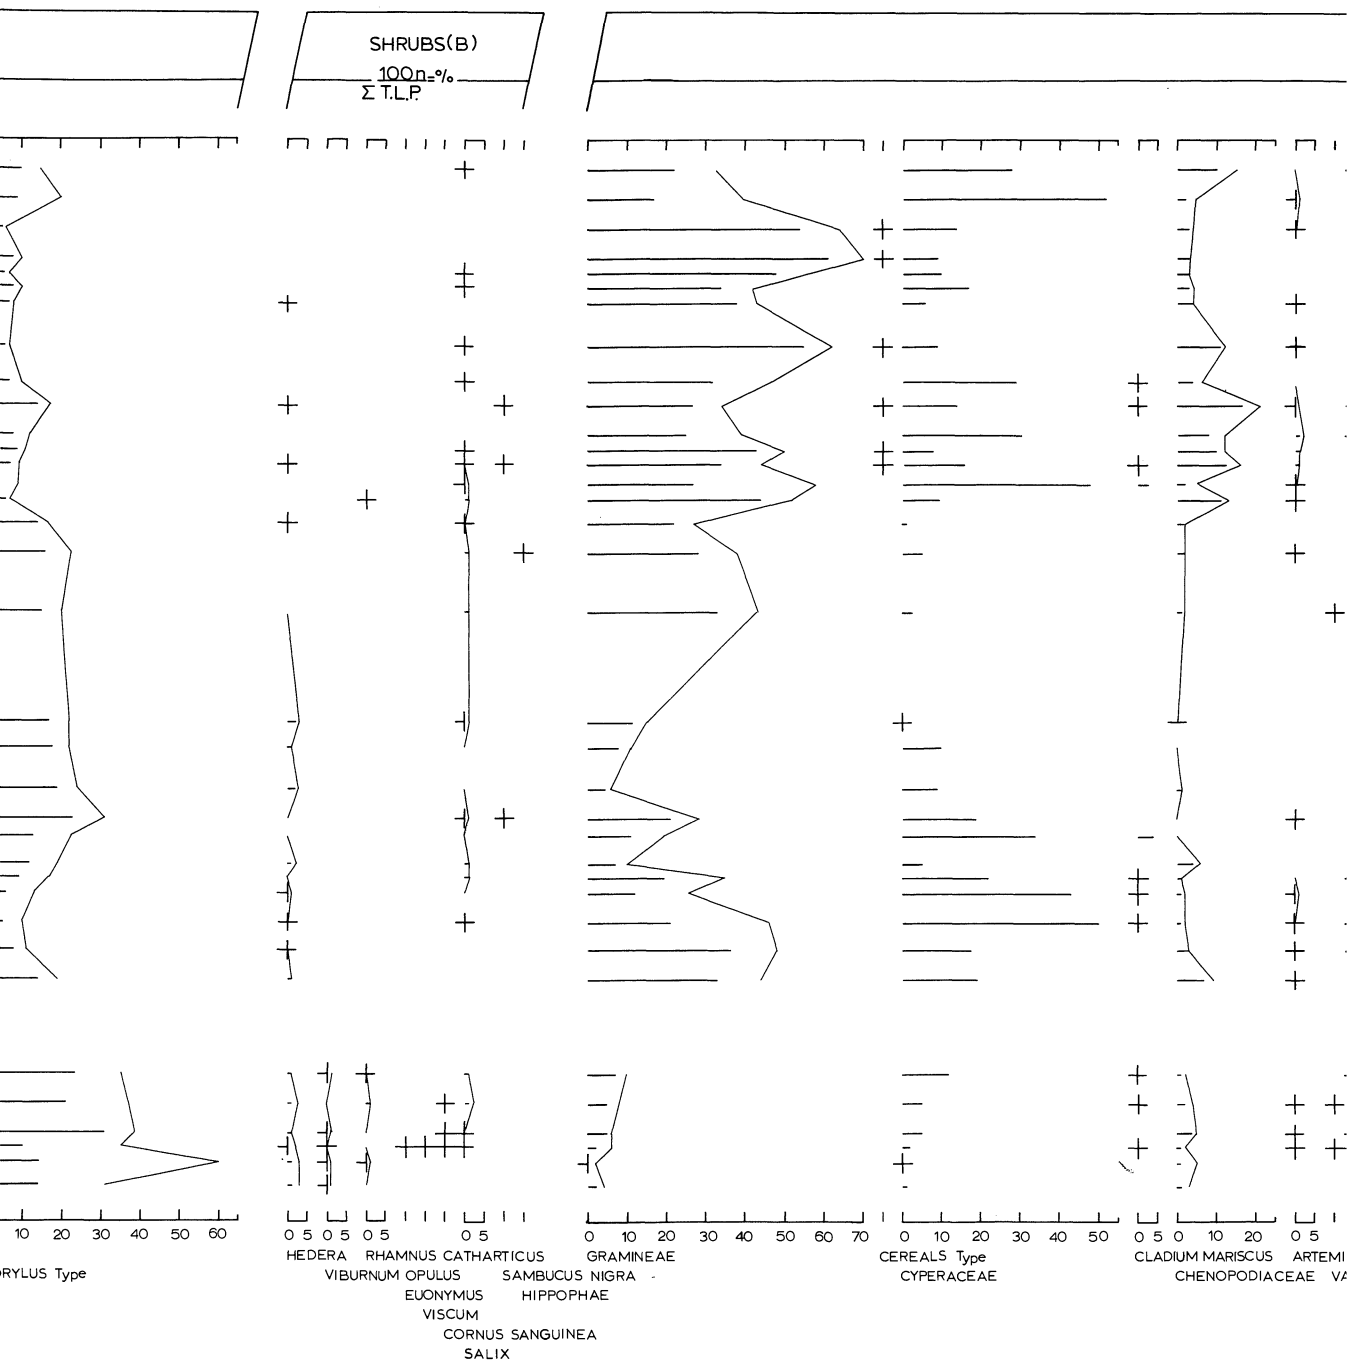 SHRUBS(B)
100n=%
Σ T.L.P.
10 20 30 40 50 60 0 5 0 5 0 5 0 5 0 10 20 30 40 50 60 70 0 10 20 30 40 50 0 5 0 10 20 0 5
HEDERA RHAMNUS CATHARTICUS GRAMINEAE CEREALS Type CLADIUM MARISCUS ARTEMI
ORYLUS Type VIBURNUM OPULUS SAMBUCUS NIGRA CYPERACEAE CHENOPODIACEAE VA
EUONYMUS HIPPOPHAE
VISCUM
CORNUS SANGUINEA
SALIX